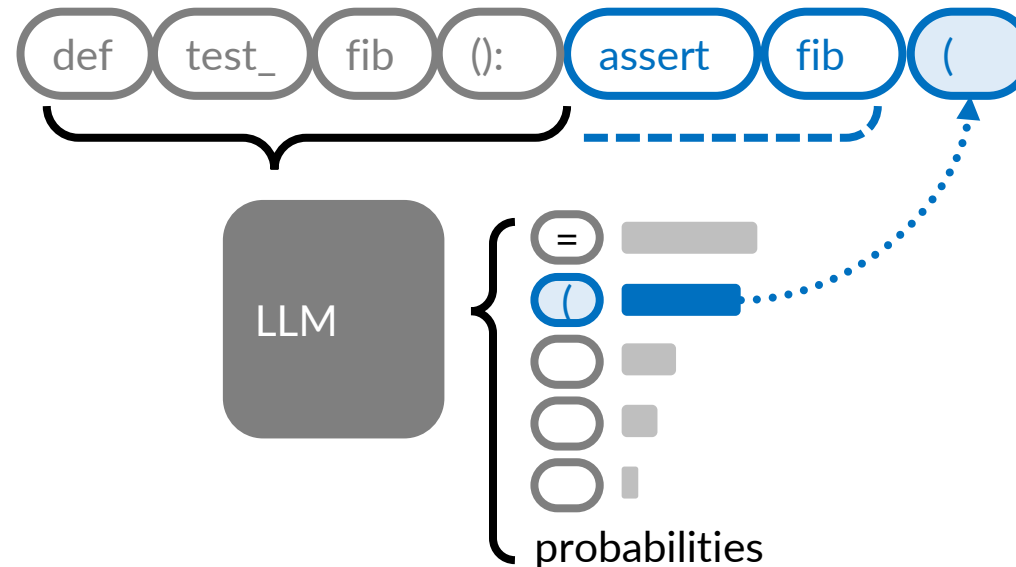 def test_ fib (): assert fib (
=
(
LLM
probabilities